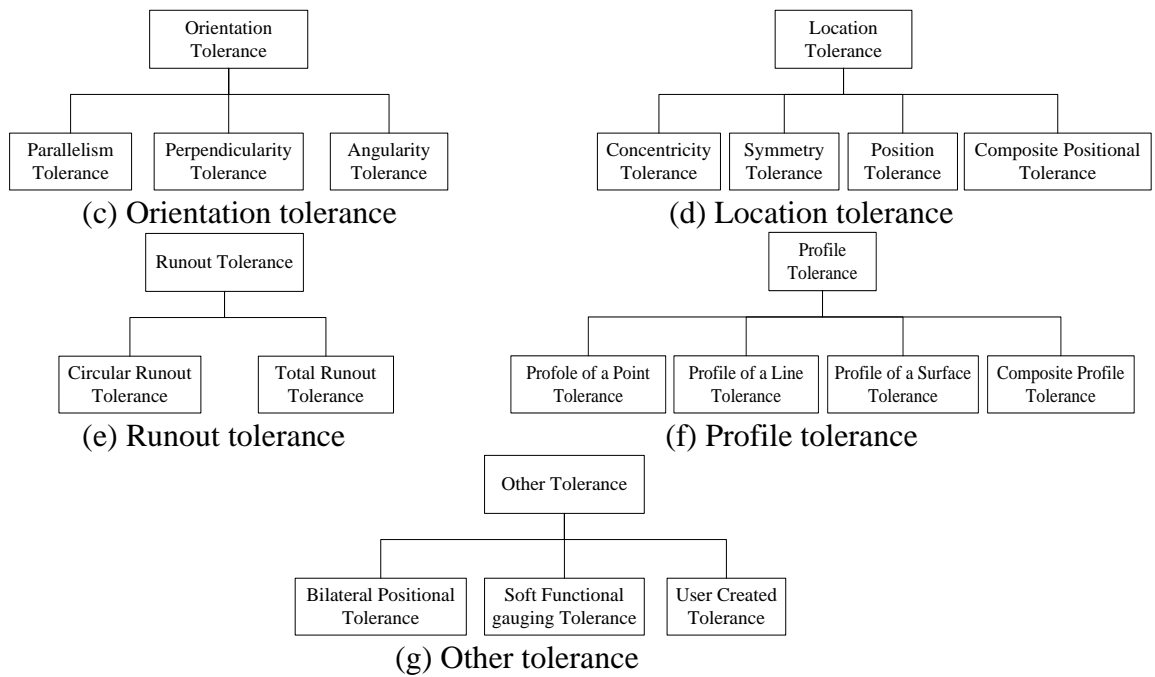 Orientation
Tolerance
Parallelism
Tolerance
Perpendicularity
Tolerance
Angularity
Tolerance
(c) Orientation tolerance
Location
Tolerance
Concentricity
Tolerance
Symmetry
Tolerance
Position
Tolerance
Composite Positional
Tolerance
(d) Location tolerance
Runout Tolerance
Circular Runout
Tolerance
Total Runout
Tolerance
(e) Runout tolerance
Profile
Tolerance
Profole of a Point
Tolerance
Profile of a Line
Tolerance
Profile of a Surface
Tolerance
Composite Profile
Tolerance
(f) Profile tolerance
Other Tolerance
Bilateral Positional
Tolerance
Soft Functional
gauging Tolerance
User Created
Tolerance
(g) Other tolerance